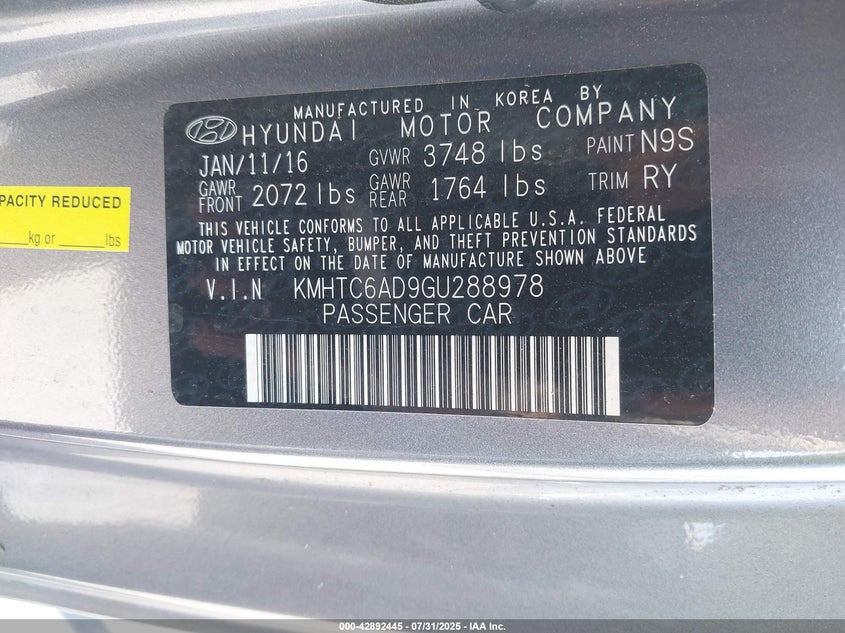 MANUFACTURED IN KOREA BY
HYUNDAI MOTOR COMPANY
JAN/11/16 GVWR 3748 lbs PAINT N9S
GAWR FRONT 2072 lbs GAWR REAR 1764 lbs TRIM RY
THIS VEHICLE CONFORMS TO ALL APPLICABLE U.S.A. FEDERAL
MOTOR VEHICLE SAFETY, BUMPER, AND THEFT PREVENTION STANDARDS
IN EFFECT ON THE DATE OF MANUFACTURE SHOWN ABOVE
V.I.N KMHTC6AD9GU288978
PASSENGER CAR
PACITY REDUCED
kg or lbs
000-42892445 - 07/31/2025 - IAA Inc.